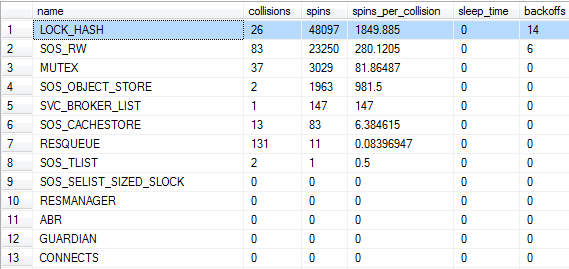 name collisions spins spins_per_collision sleep_time backoffs
1 LOCK_HASH 26 48097 1849.885 0 14
2 SOS_RW 83 23250 280.1205 0 6
3 MUTEX 37 3029 81.86487 0 0
4 SOS_OBJECT_STORE 2 1963 981.5 0 0
5 SVC_BROKER_LIST 1 147 147 0 0
6 SOS_CACHESTORE 13 83 6.384615 0 0
7 RESQUEUE 131 11 0.08396947 0 0
8 SOS_TLIST 2 1 0.5 0 0
9 SOS_SELIST_SIZED_SLOCK 0 0 0 0 0
10 RESMANAGER 0 0 0 0 0
11 ABR 0 0 0 0 0
12 GUARDIAN 0 0 0 0 0
13 CONNECTS 0 0 0 0 0